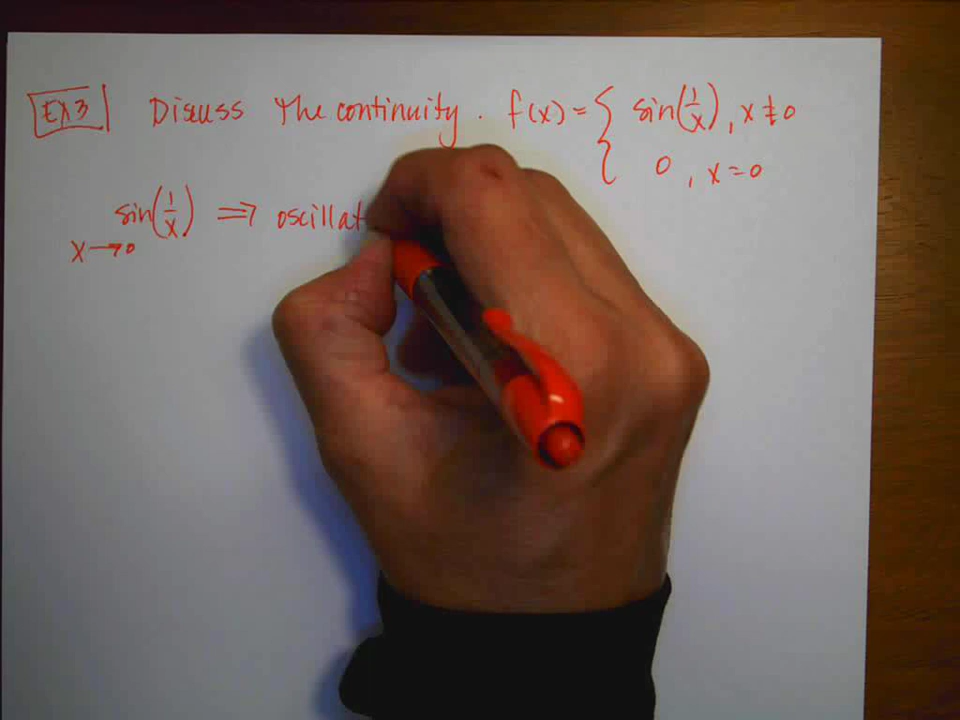 Ex3 Discuss the continuity. f(x) = { sin(1/x), x ≠ 0
0, x = 0
sin(1/x) ⇒ oscillat
x → 0